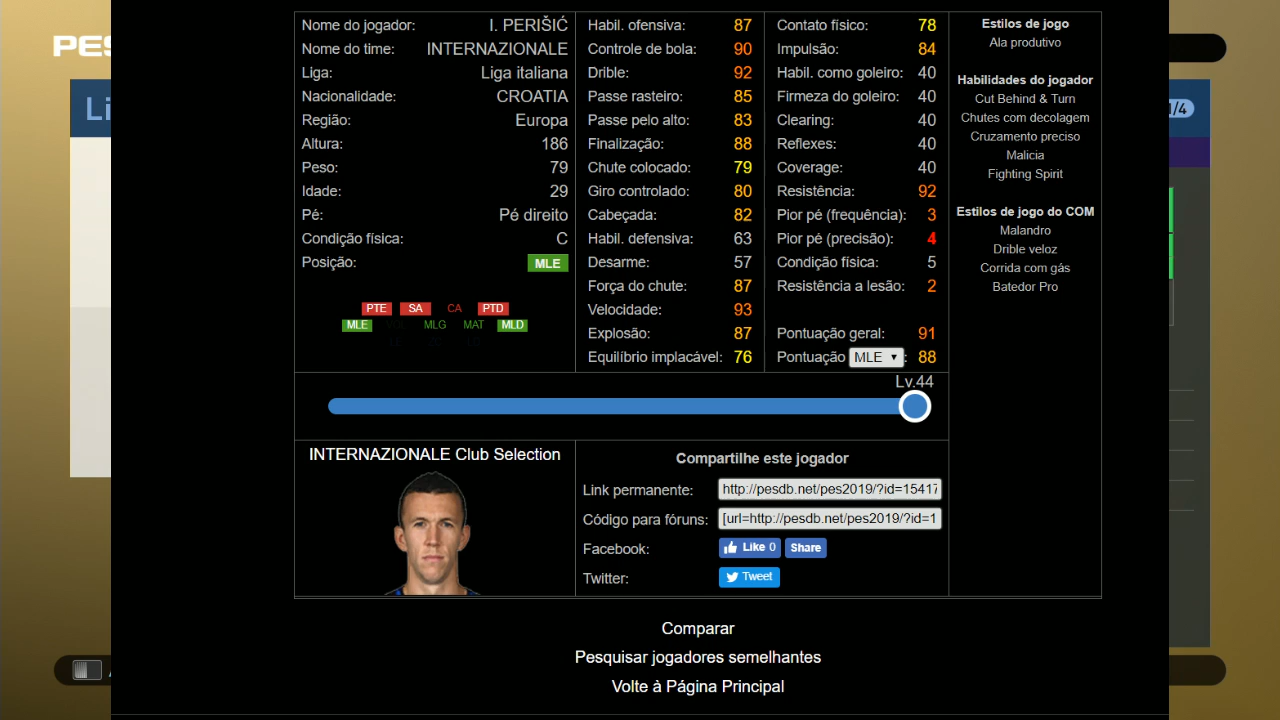 PES
Li
1/4
Nome do jogador: I. PERIŠIĆ
Nome do time: INTERNAZIONALE
Liga: Liga italiana
Nacionalidade: CROATIA
Região: Europa
Altura: 186
Peso: 79
Idade: 29
Pé: Pé direito
Condição física: C
Posição: MLE
PTE SA CA PTD
MLE VOL MLG MAT MLD
Habil. ofensiva: 87
Controle de bola: 90
Drible: 92
Passe rasteiro: 85
Passe pelo alto: 83
Finalização: 88
Chute colocado: 79
Giro controlado: 80
Cabeçada: 82
Habil. defensiva: 63
Desarme: 57
Força do chute: 87
Velocidade: 93
Explosão: 87
Equilíbrio implacável: 76
Contato físico: 78
Impulsão: 84
Habil. como goleiro: 40
Firmeza do goleiro: 40
Clearing: 40
Reflexes: 40
Coverage: 40
Resistência: 92
Pior pé (frequência): 3
Pior pé (precisão): 4
Condição física: 5
Resistência a lesão: 2
Pontuação geral: 91
Pontuação MLE ▼ : 88
Estilos de jogo
Ala produtivo
Habilidades do jogador
Cut Behind & Turn
Chutes com decolagem
Cruzamento preciso
Malicia
Fighting Spirit
Estilos de jogo do COM
Malandro
Drible veloz
Corrida com gás
Batedor Pro
Lv.44
INTERNAZIONALE Club Selection
Compartilhe este jogador
Link permanente: http://pesdb.net/pes2019/?id=15417
Código para fóruns: [url=http://pesdb.net/pes2019/?id=1
Facebook: Like 0 Share
Twitter: Tweet
Comparar
Pesquisar jogadores semelhantes
Volte à Página Principal